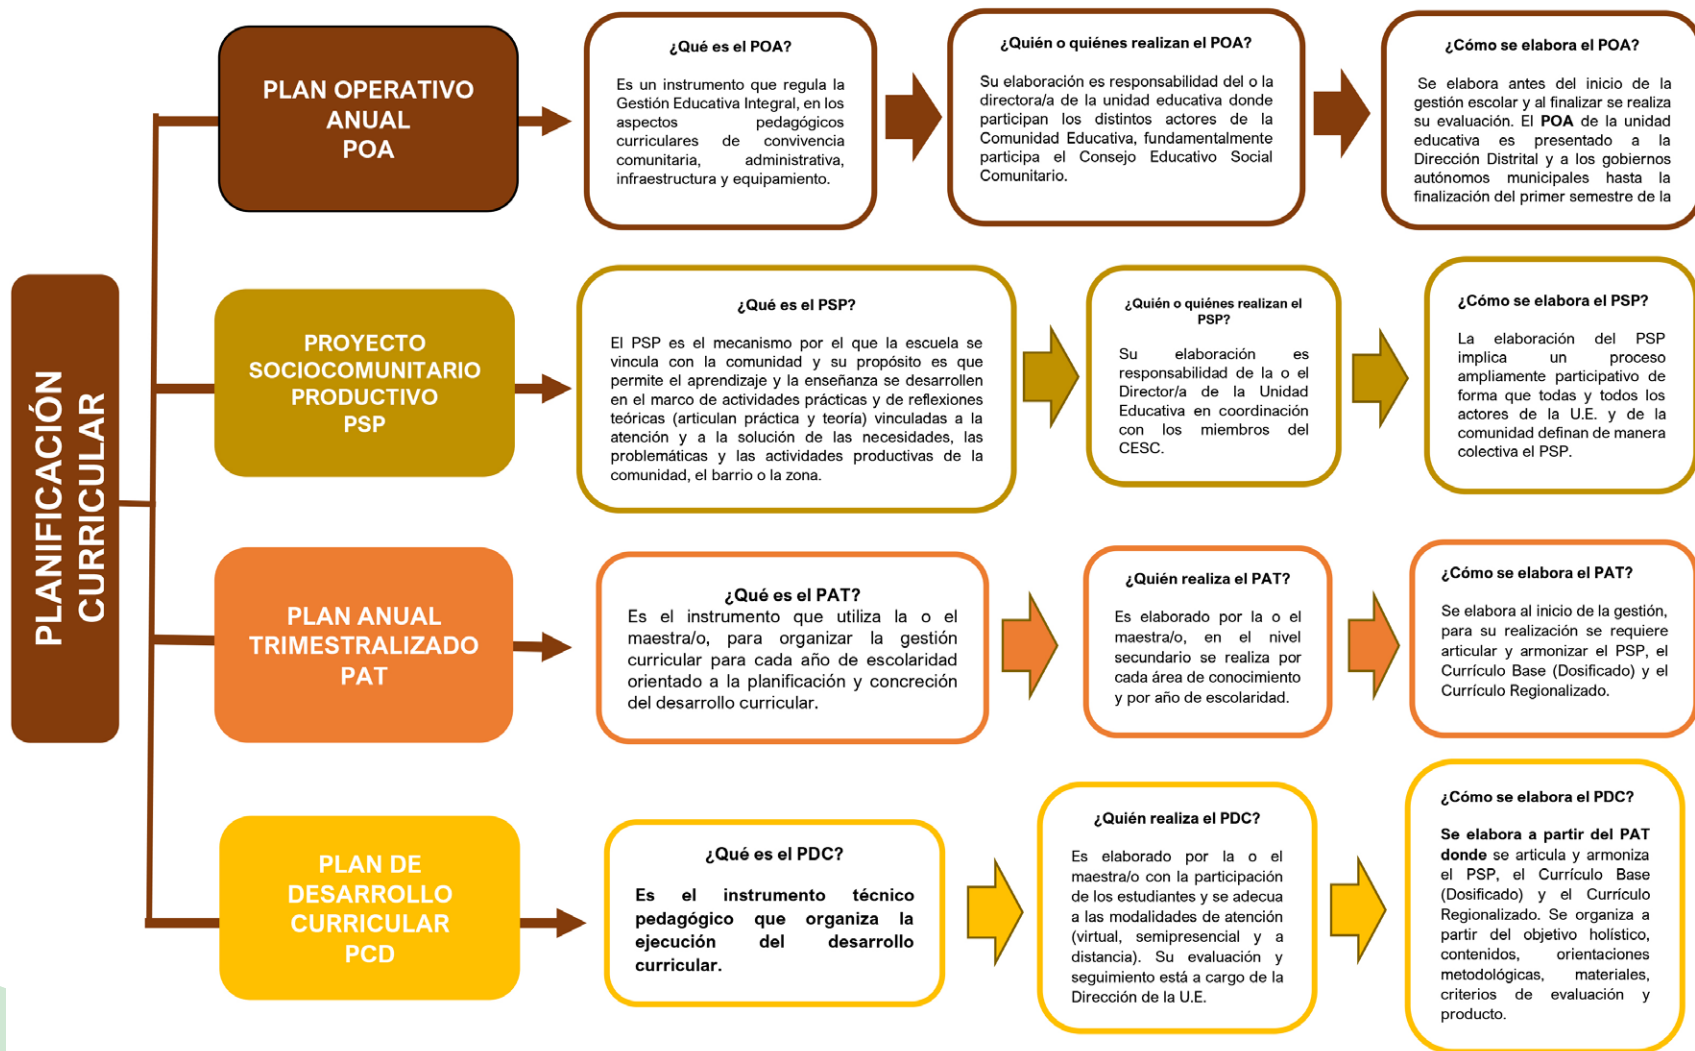 PLANIFICACIÓN
CURRICULAR
PLAN OPERATIVO
ANUAL
POA
¿Qué es el POA?
Es un instrumento que regula la
Gestión Educativa Integral, en los
aspectos pedagógicos
curriculares de convivencia
comunitaria, administrativa,
infraestructura y equipamiento.
¿Quién o quiénes realizan el POA?
Su elaboración es responsabilidad del o la
directora/a de la unidad educativa donde
participan los distintos actores de la
Comunidad Educativa, fundamentalmente
participa el Consejo Educativo Social
Comunitario.
¿Cómo se elabora el POA?
Se elabora antes del inicio de la
gestión escolar y al finalizar se realiza
su evaluación. El POA de la unidad
educativa es presentado a la
Dirección Distrital y a los gobiernos
autónomos municipales hasta la
finalización del primer semestre de la
PROYECTO
SOCIOCOMUNITARIO
PRODUCTIVO
PSP
¿Qué es el PSP?
El PSP es el mecanismo por el que la escuela se
vincula con la comunidad y su propósito es que
permite el aprendizaje y la enseñanza se desarrollen
en el marco de actividades prácticas y de reflexiones
teóricas (articulan práctica y teoría) vinculadas a la
atención y a la solución de las necesidades, las
problemáticas y las actividades productivas de la
comunidad, el barrio o la zona.
¿Quién o quiénes realizan el
PSP?
Su elaboración es
responsabilidad de la o el
Director/a de la Unidad
Educativa en coordinación
con los miembros del
CESC.
¿Cómo se elabora el PSP?
La elaboración del PSP
implica un proceso
ampliamente participativo de
forma que todas y todos los
actores de la U.E. y de la
comunidad definan de manera
colectiva el PSP.
PLAN ANUAL
TRIMESTRALIZADO
PAT
¿Qué es el PAT?
Es el instrumento que utiliza la o el
maestra/o, para organizar la gestión
curricular para cada año de escolaridad
orientado a la planificación y concreción
del desarrollo curricular.
¿Quién realiza el PAT?
Es elaborado por la o el
maestra/o, en el nivel
secundario se realiza por
cada área de conocimiento
y por año de escolaridad.
¿Cómo se elabora el PAT?
Se elabora al inicio de la gestión,
para su realización se requiere
articular y armonizar el PSP, el
Currículo Base (Dosificado) y el
Currículo Regionalizado.
PLAN DE
DESARROLLO
CURRICULAR
PCD
¿Qué es el PDC?
Es el instrumento técnico
pedagógico que organiza la
ejecución del desarrollo
curricular.
¿Quién realiza el PDC?
Es elaborado por la o el
maestra/o con la participación
de los estudiantes y se adecua
a las modalidades de atención
(virtual, semipresencial y a
distancia). Su evaluación y
seguimiento está a cargo de la
Dirección de la U.E.
¿Cómo se elabora el PDC?
Se elabora a partir del PAT
donde se articula y armoniza
el PSP, el Currículo Base
(Dosificado) y el Currículo
Regionalizado. Se organiza a
partir del objetivo holístico,
contenidos, orientaciones
metodológicas, materiales,
criterios de evaluación y
producto.